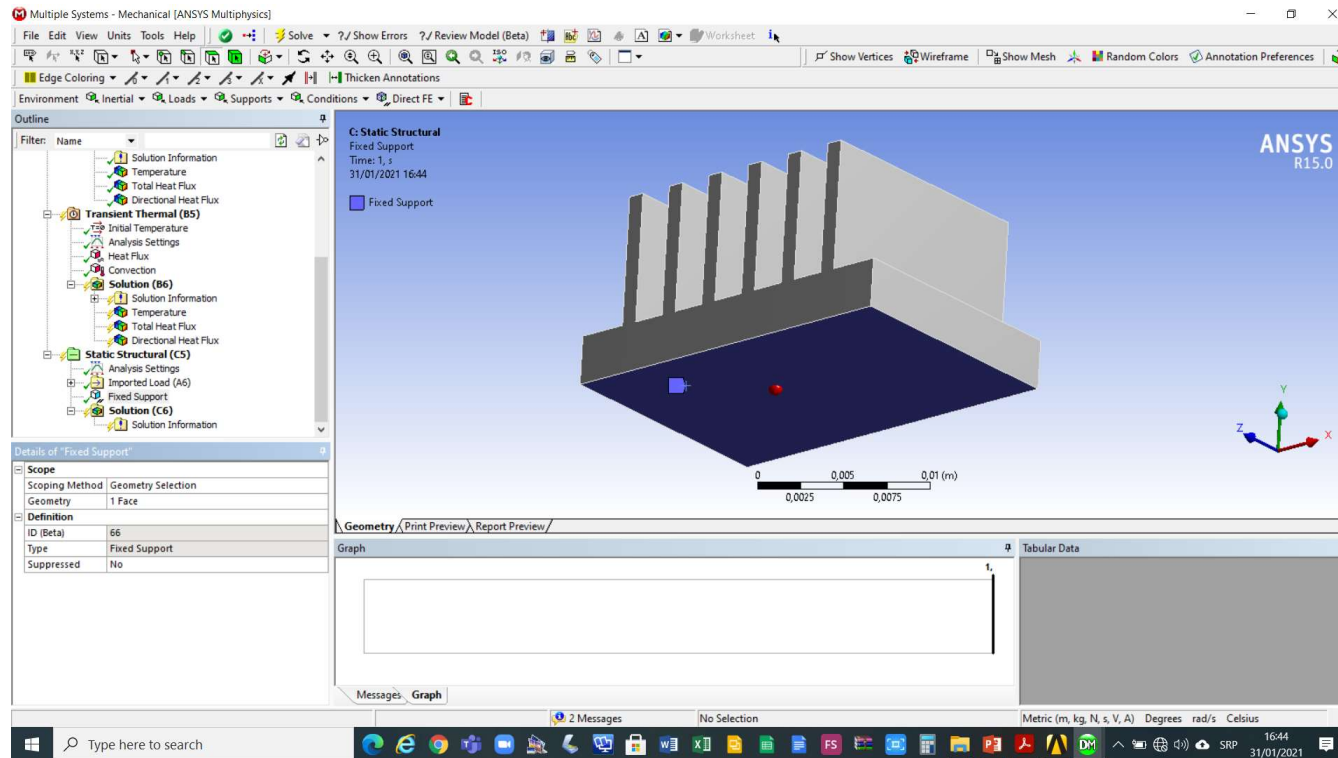 Multiple Systems - Mechanical [ANSYS Multiphysics]
File Edit View Units Tools Help Solve ?/ Show Errors ?/ Review Model (Beta) A Worksheet
Show Vertices Wireframe Show Mesh Random Colors Annotation Preferences
Edge Coloring Thicken Annotations
Environment Inertial Loads Supports Conditions Direct FE
Outline
Filter: Name
Solution Information
Temperature
Total Heat Flux
Directional Heat Flux
Transient Thermal (B5)
Initial Temperature
Analysis Settings
Heat Flux
Convection
Solution (B6)
Solution Information
Temperature
Total Heat Flux
Directional Heat Flux
Static Structural (C5)
Analysis Settings
Imported Load (A6)
Fixed Support
Solution (C6)
Solution Information
Details of "Fixed Support"
Scope
Scoping Method Geometry Selection
Geometry 1 Face
Definition
ID (Beta) 66
Type Fixed Support
Suppressed No
C: Static Structural
Fixed Support
Time: 1, s
31/01/2021 16:44
Fixed Support
ANSYS
R15.0
Y
Z X
0 0,005 0,01 (m)
0,0025 0,0075
Geometry Print Preview Report Preview
Graph
1,
Messages Graph
Tabular Data
2 Messages No Selection Metric (m, kg, N, s, V, A) Degrees rad/s Celsius
Type here to search FS DM SRP 16:44
31/01/2021